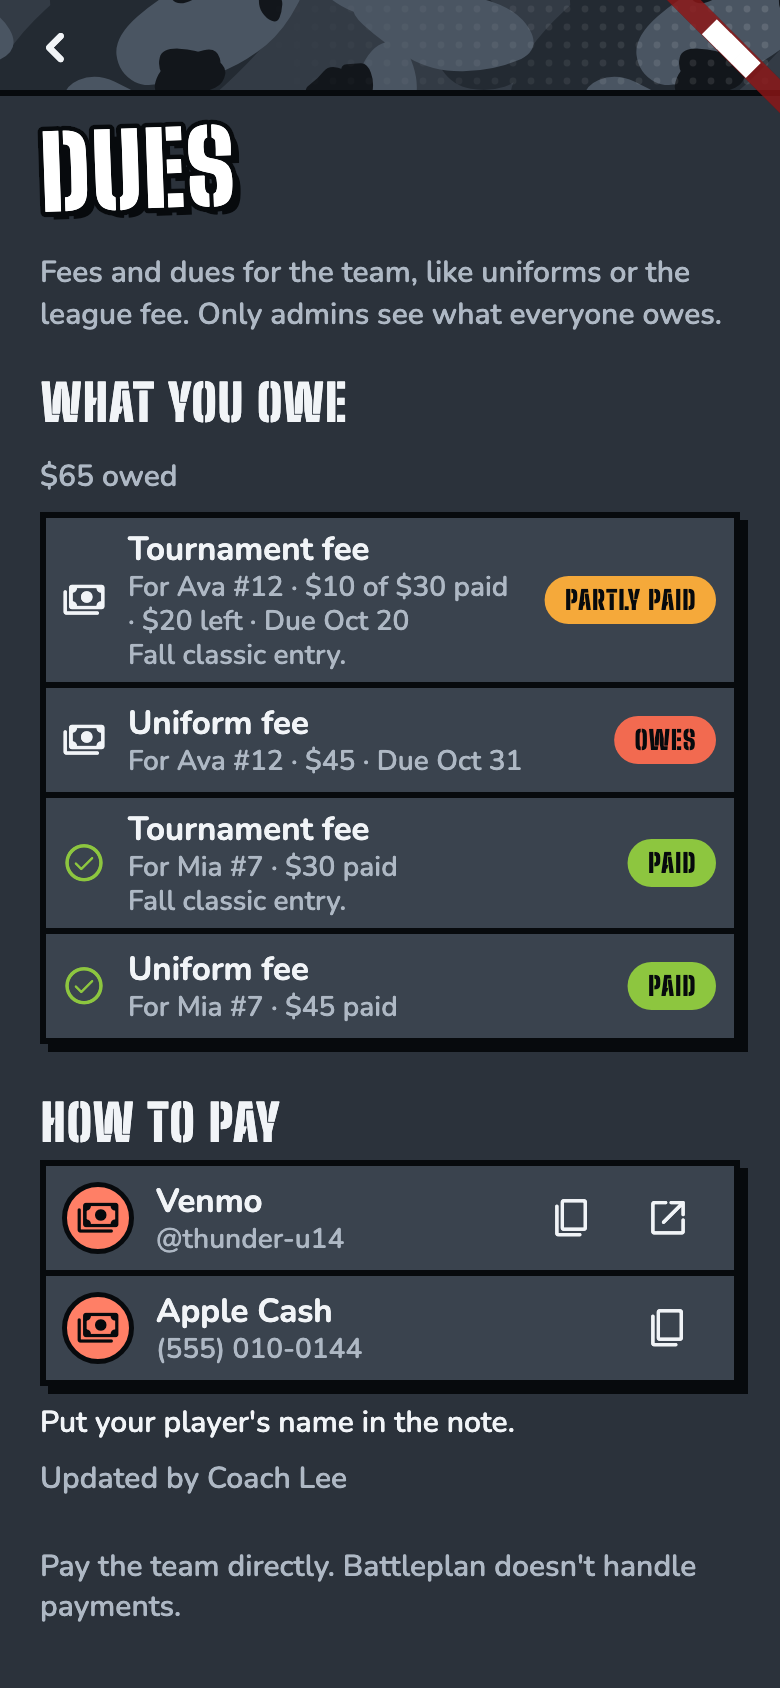 DUES
Fees and dues for the team, like uniforms or the
league fee. Only admins see what everyone owes.
WHAT YOU OWE
$65 owed
Tournament fee
For Ava #12 · $10 of $30 paid
· $20 left · Due Oct 20
Fall classic entry.
PARTLY PAID
Uniform fee
For Ava #12 · $45 · Due Oct 31
OWES
Tournament fee
For Mia #7 · $30 paid
Fall classic entry.
PAID
Uniform fee
For Mia #7 · $45 paid
PAID
HOW TO PAY
Venmo
@thunder-u14
Apple Cash
(555) 010-0144
Put your player's name in the note.
Updated by Coach Lee
Pay the team directly. Battleplan doesn't handle
payments.